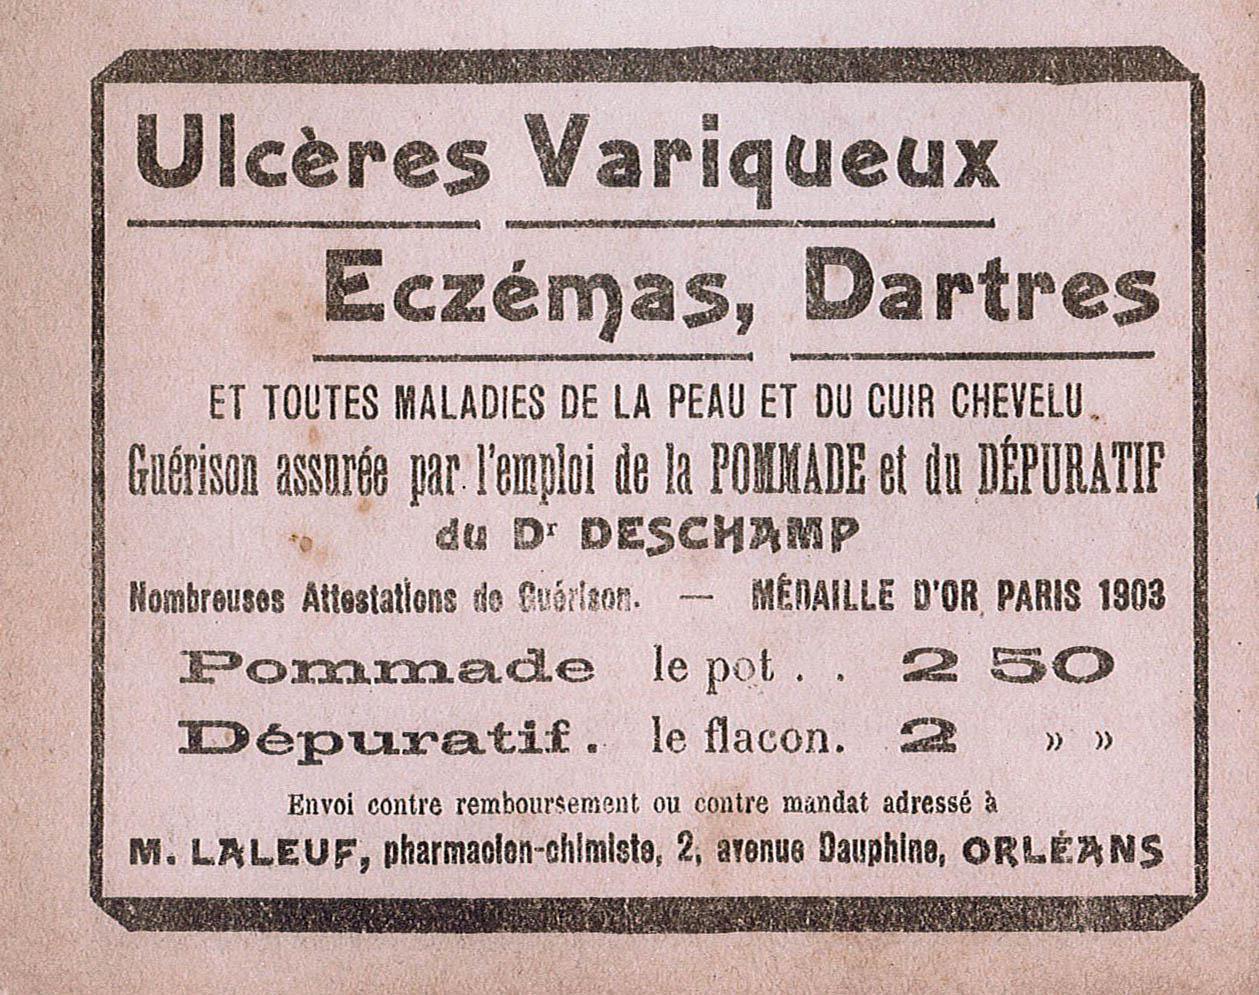 Ulcères Variqueux
Eczémas, Dartres
ET TOUTES MALADIES DE LA PEAU ET DU CUIR CHEVELU
Guérison assurée par l'emploi de la POMMADE et du DÉPURATIF
du Dr DESCHAMP
Nombreuses Attestations de Guérison. — MÉDAILLE D'OR PARIS 1903
Pommade le pot . . 2 50
Dépuratif . le flacon. 2 » »
Envoi contre remboursement ou contre mandat adressé à
M. LALEUF, pharmacien-chimiste, 2, avenue Dauphine, ORLÉANS